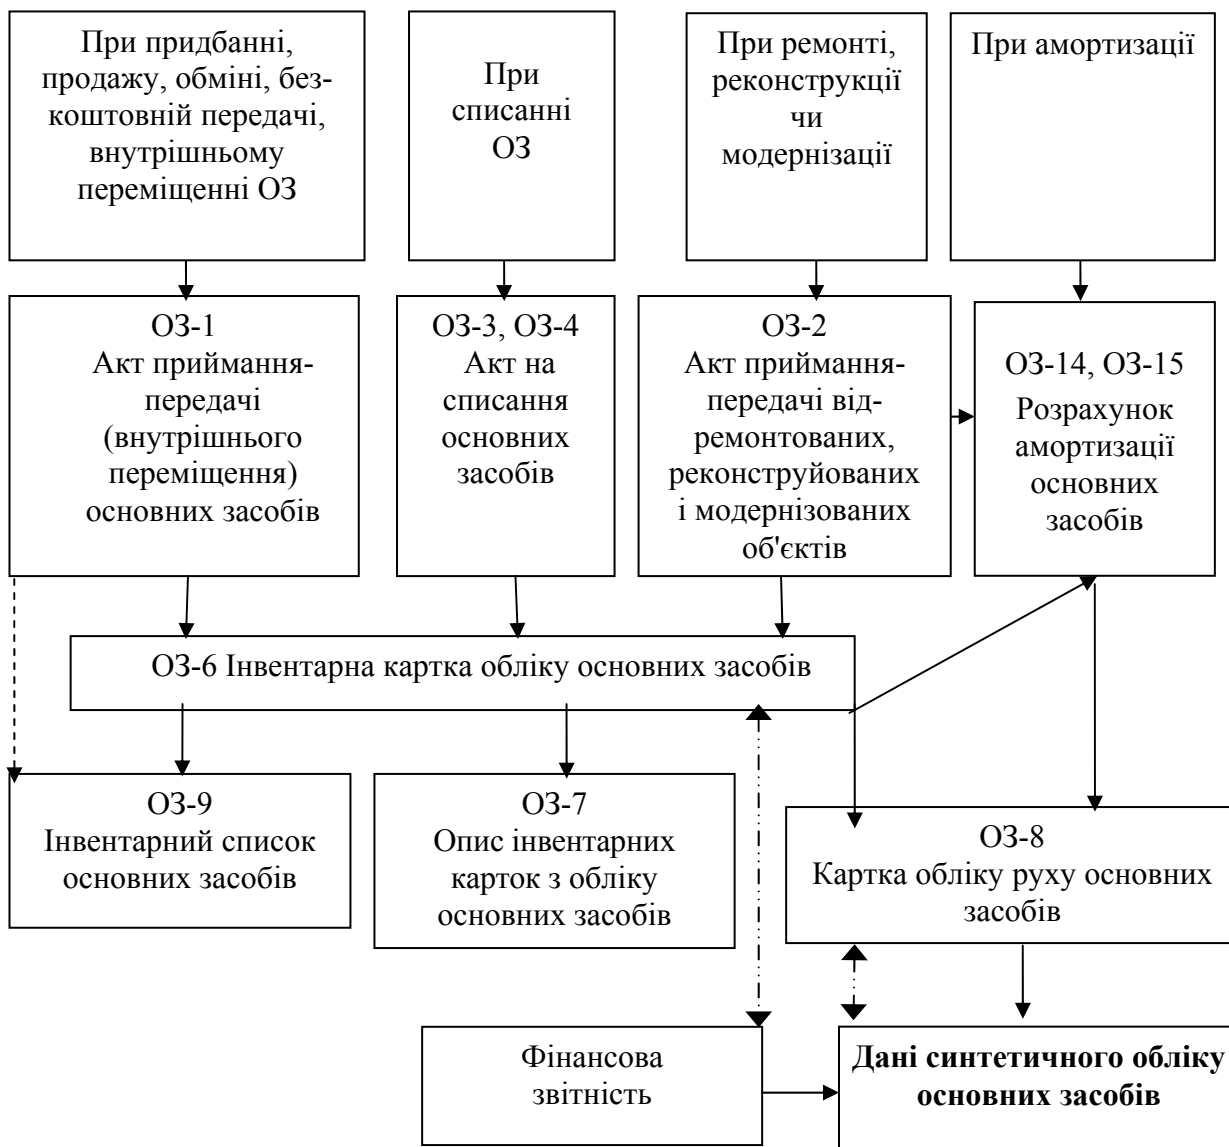 При придбанні,
продажу, обміні, без-
коштовній передачі,
внутрішньому
переміщенні ОЗ
При
списанні
ОЗ
При ремонті,
реконструкції
чи
модернізації
При амортизації
ОЗ-1
Акт приймання-
передачі
(внутрішнього
переміщення)
основних засобів
ОЗ-3, ОЗ-4
Акт на
списання
основних
засобів
ОЗ-2
Акт приймання-
передачі від-
ремонтованих,
реконструйованих
і модернізованих
об'єктів
ОЗ-14, ОЗ-15
Розрахунок
амортизації
основних
засобів
ОЗ-6 Інвентарна картка обліку основних засобів
ОЗ-9
Інвентарний список
основних засобів
ОЗ-7
Опис інвентарних
карток з обліку
основних засобів
ОЗ-8
Картка обліку руху основних
засобів
Фінансова
звітність
Дані синтетичного обліку
основних засобів